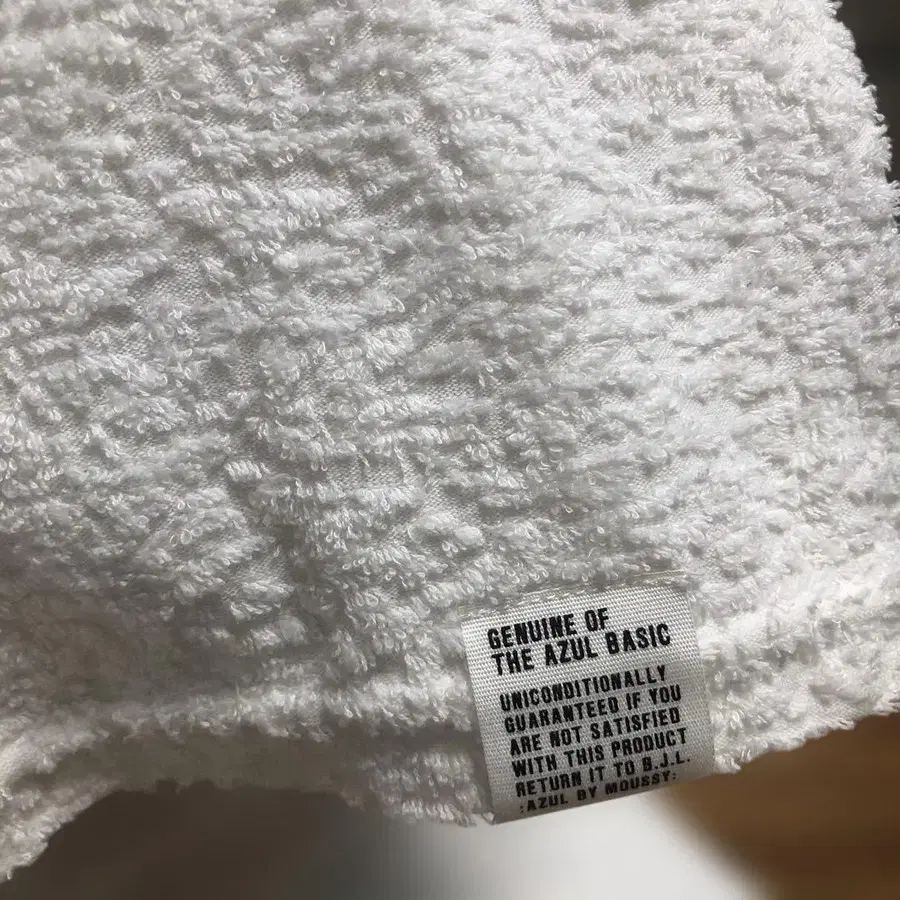 GENUINE OF
THE AZUL BASIC
UNICONDITIONALLY
GUARANTEED IF YOU
ARE NOT SATISFIED
WITH THIS PRODUCT
RETURN IT TO B.J.L.
:AZUL BY MOUSSY: